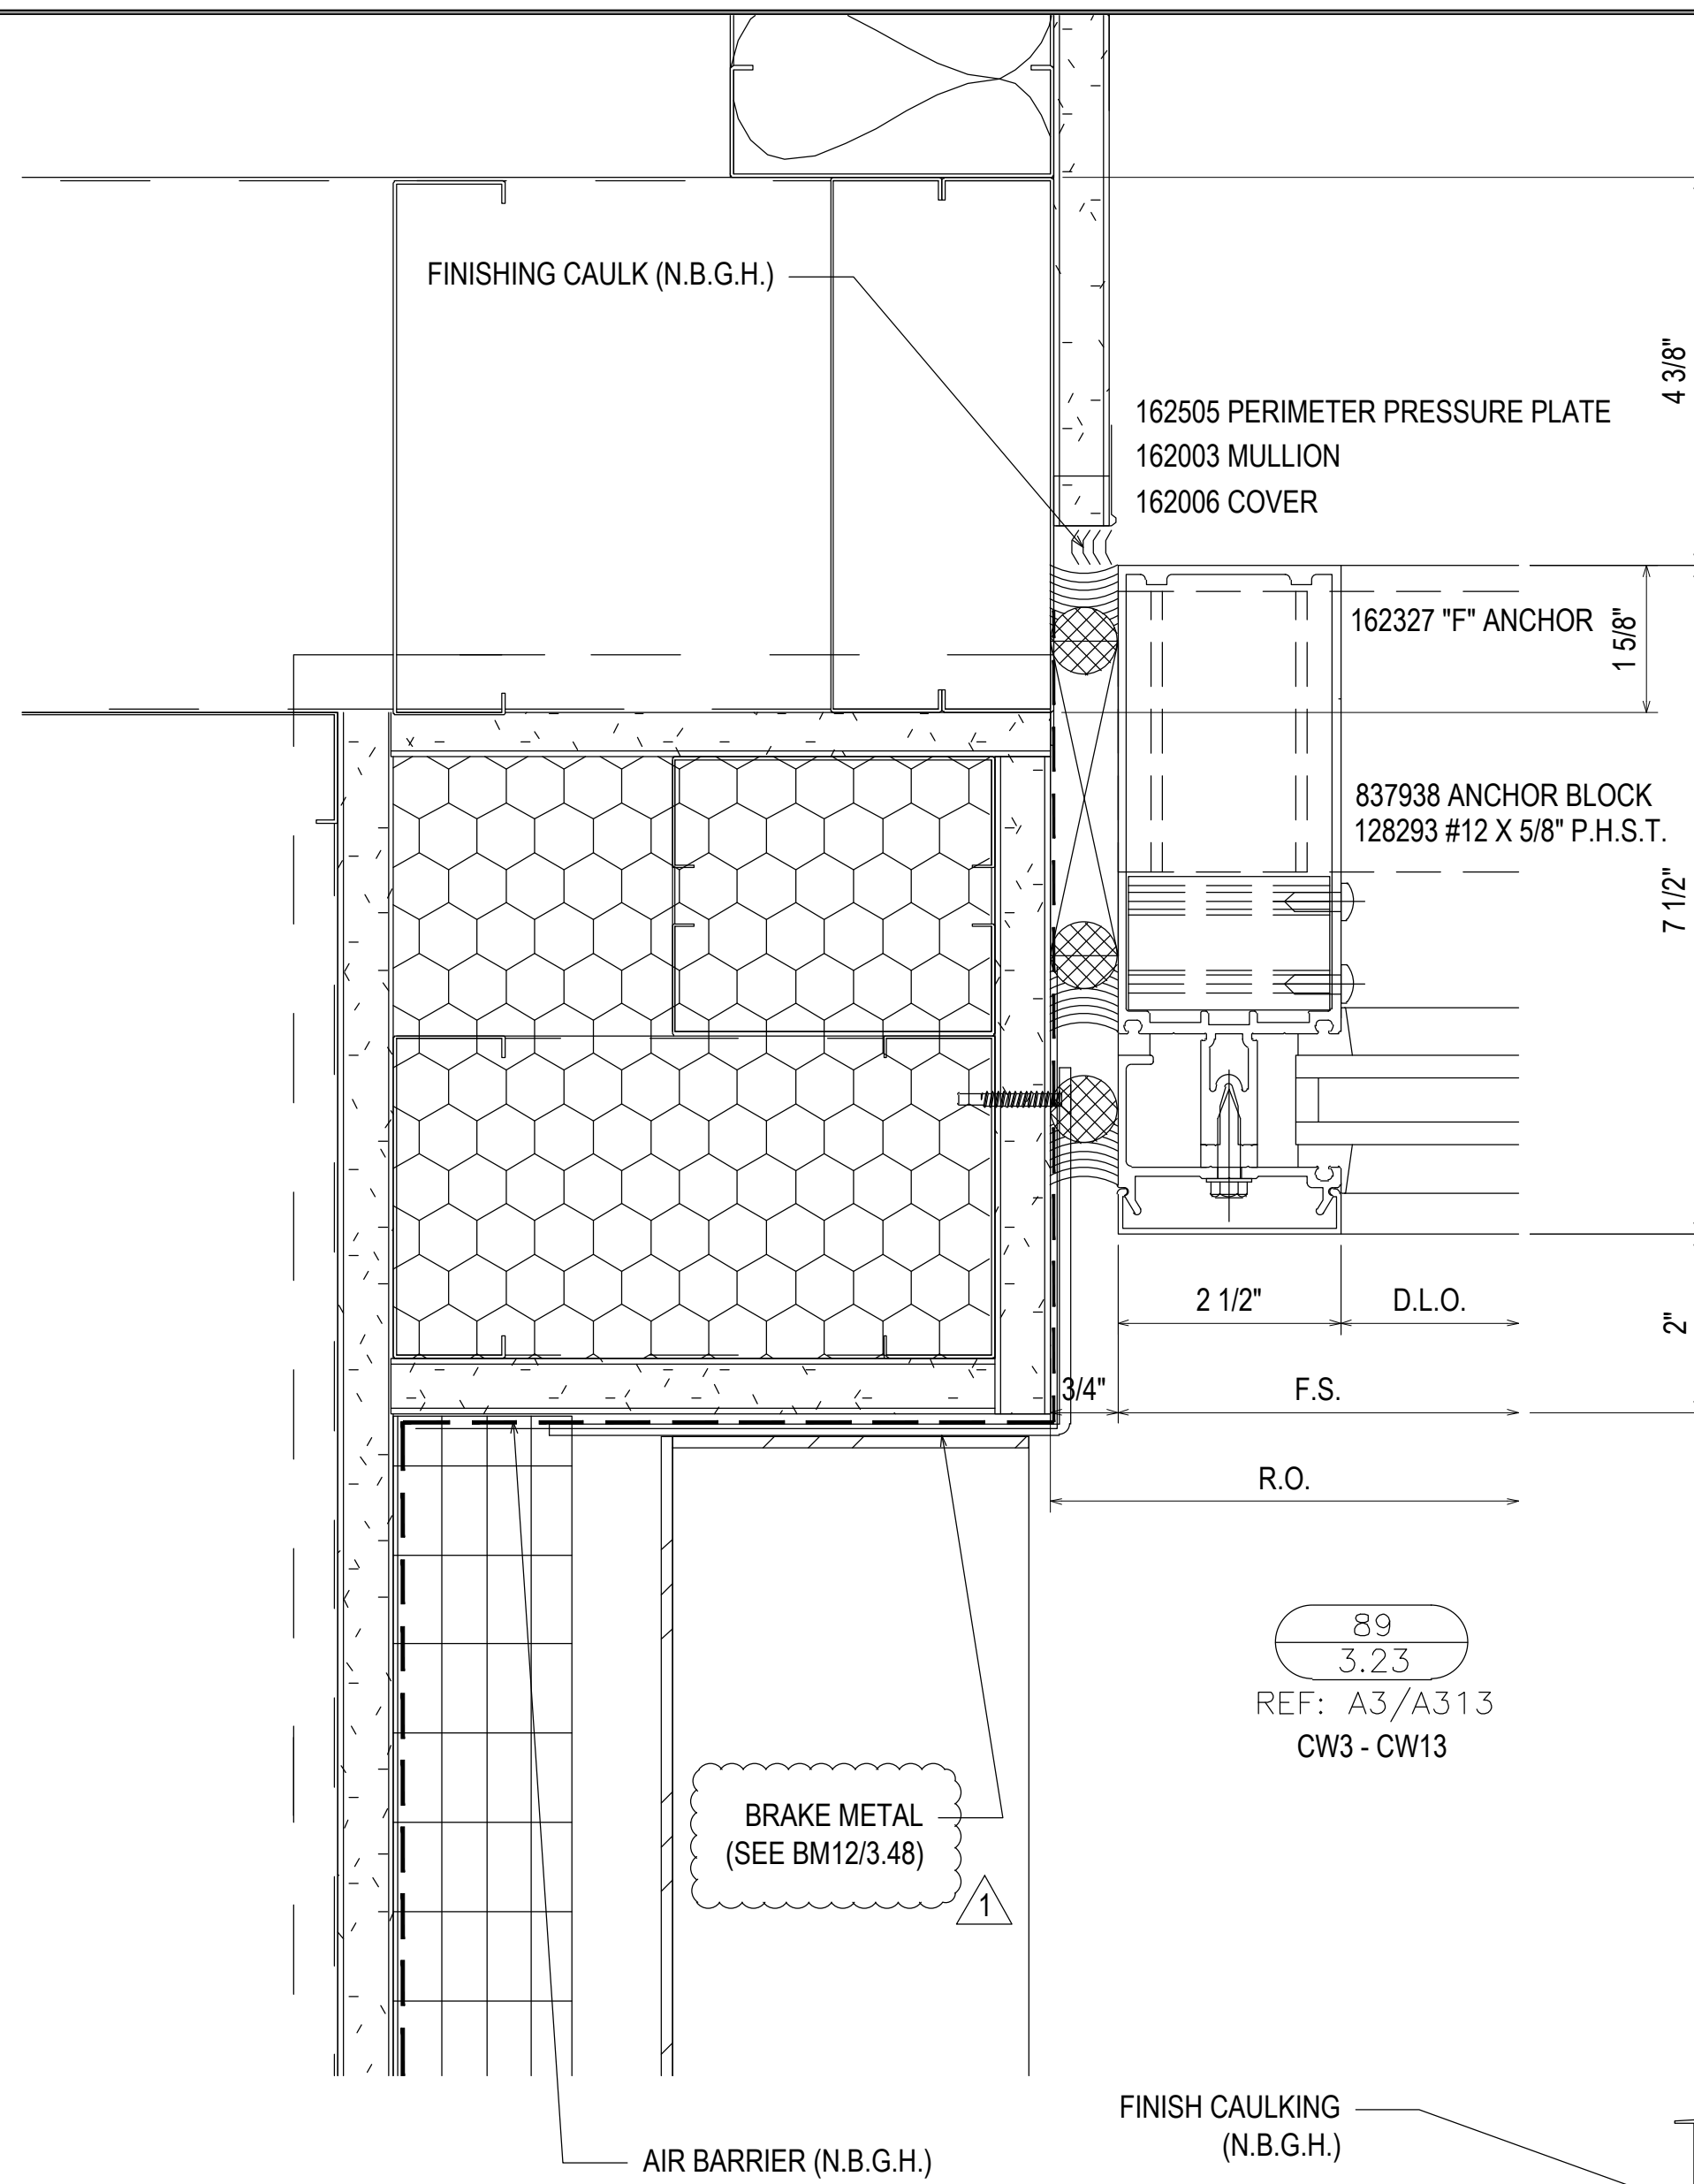 FINISHING CAULK (N.B.G.H.)
4 3/8"
162505 PERIMETER PRESSURE PLATE
162003 MULLION
162006 COVER
162327 "F" ANCHOR
1 5/8"
837938 ANCHOR BLOCK
128293 #12 X 5/8" P.H.S.T.
7 1/2"
2 1/2"
D.L.O.
2"
3/4"
F.S.
R.O.
89
3.23
REF: A3/A313
CW3 - CW13
BRAKE METAL
(SEE BM12/3.48)
1
FINISH CAULKING
(N.B.G.H.)
AIR BARRIER (N.B.G.H.)